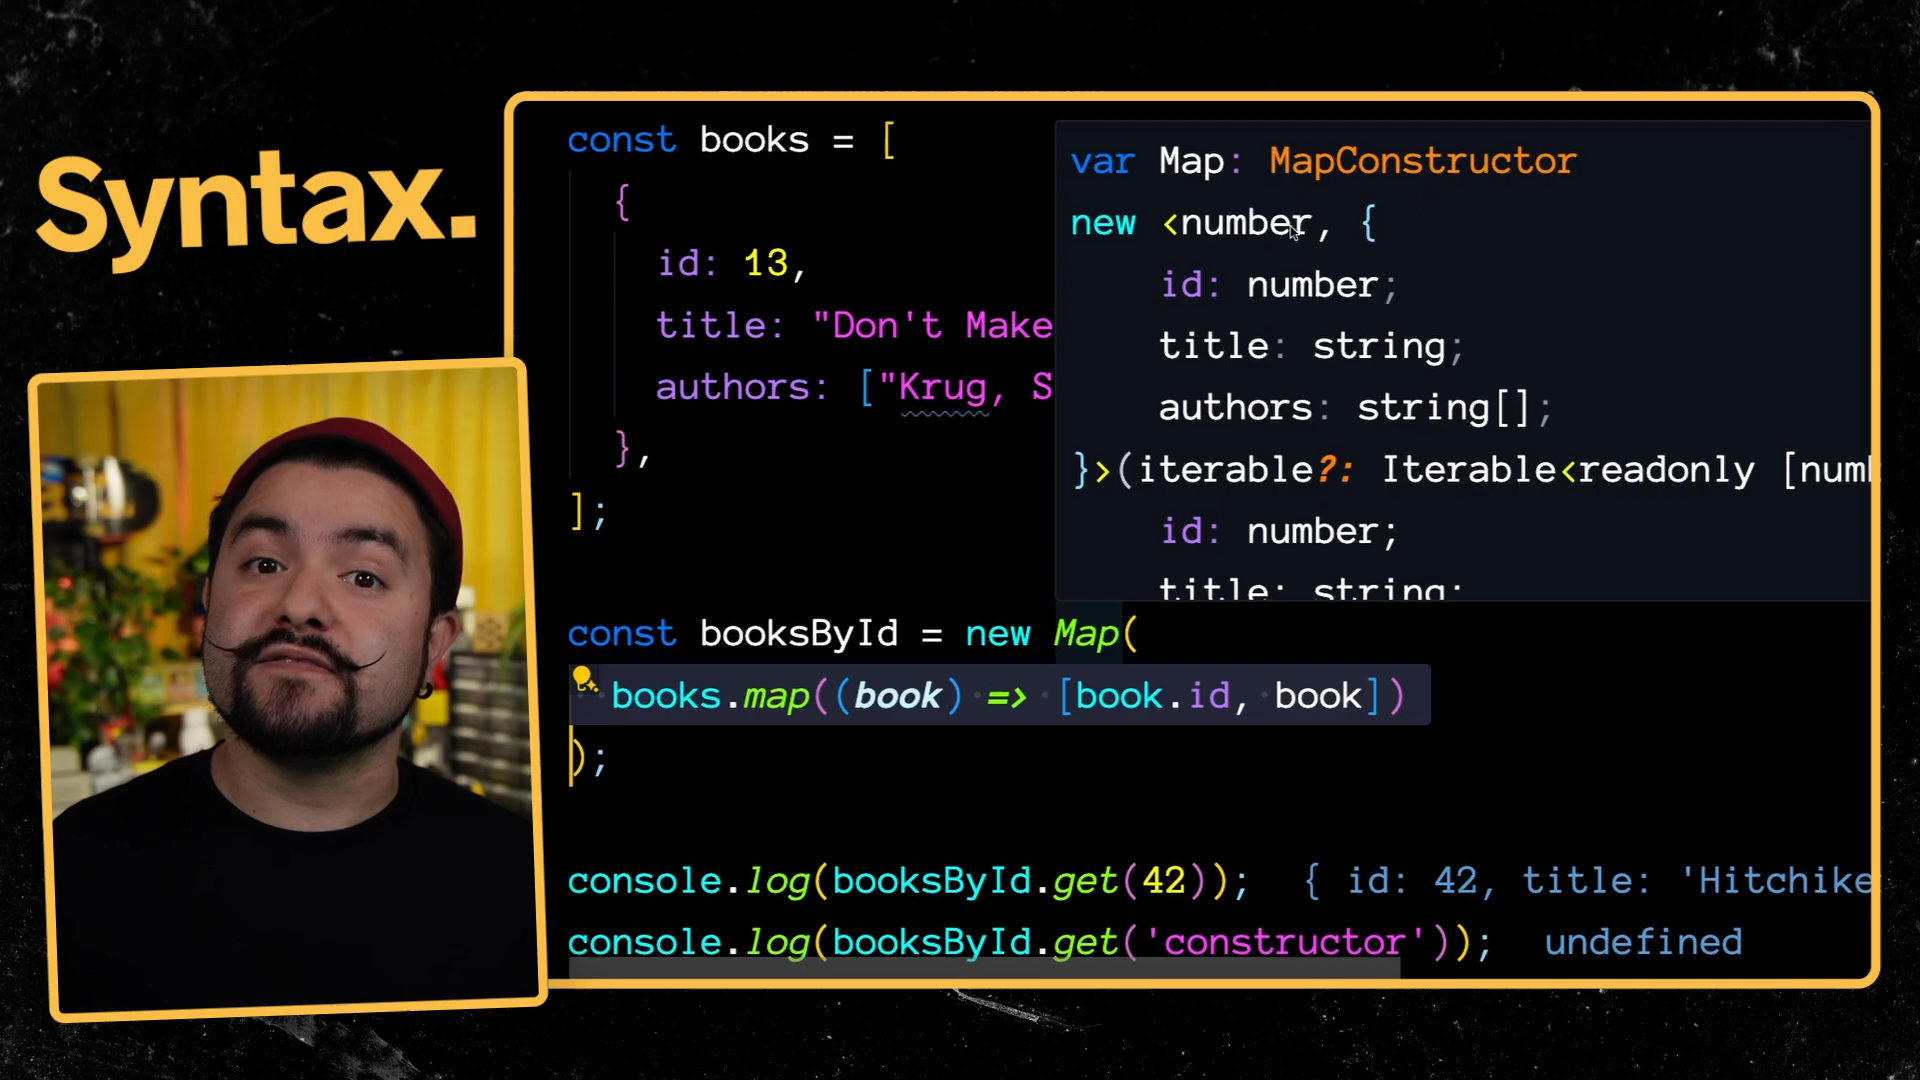 Syntax.
const books = [
{
id: 13,
title: "Don't Make
authors: ["Krug, S
},
];
var Map: MapConstructor
new <number, {
id: number;
title: string;
authors: string[];
}>(iterable?: Iterable<readonly [num
id: number;
title: string;
const booksById = new Map(
books.map((book) => [book.id, book])
);
console.log(booksById.get(42)); { id: 42, title: 'Hitchike
console.log(booksById.get('constructor')); undefined